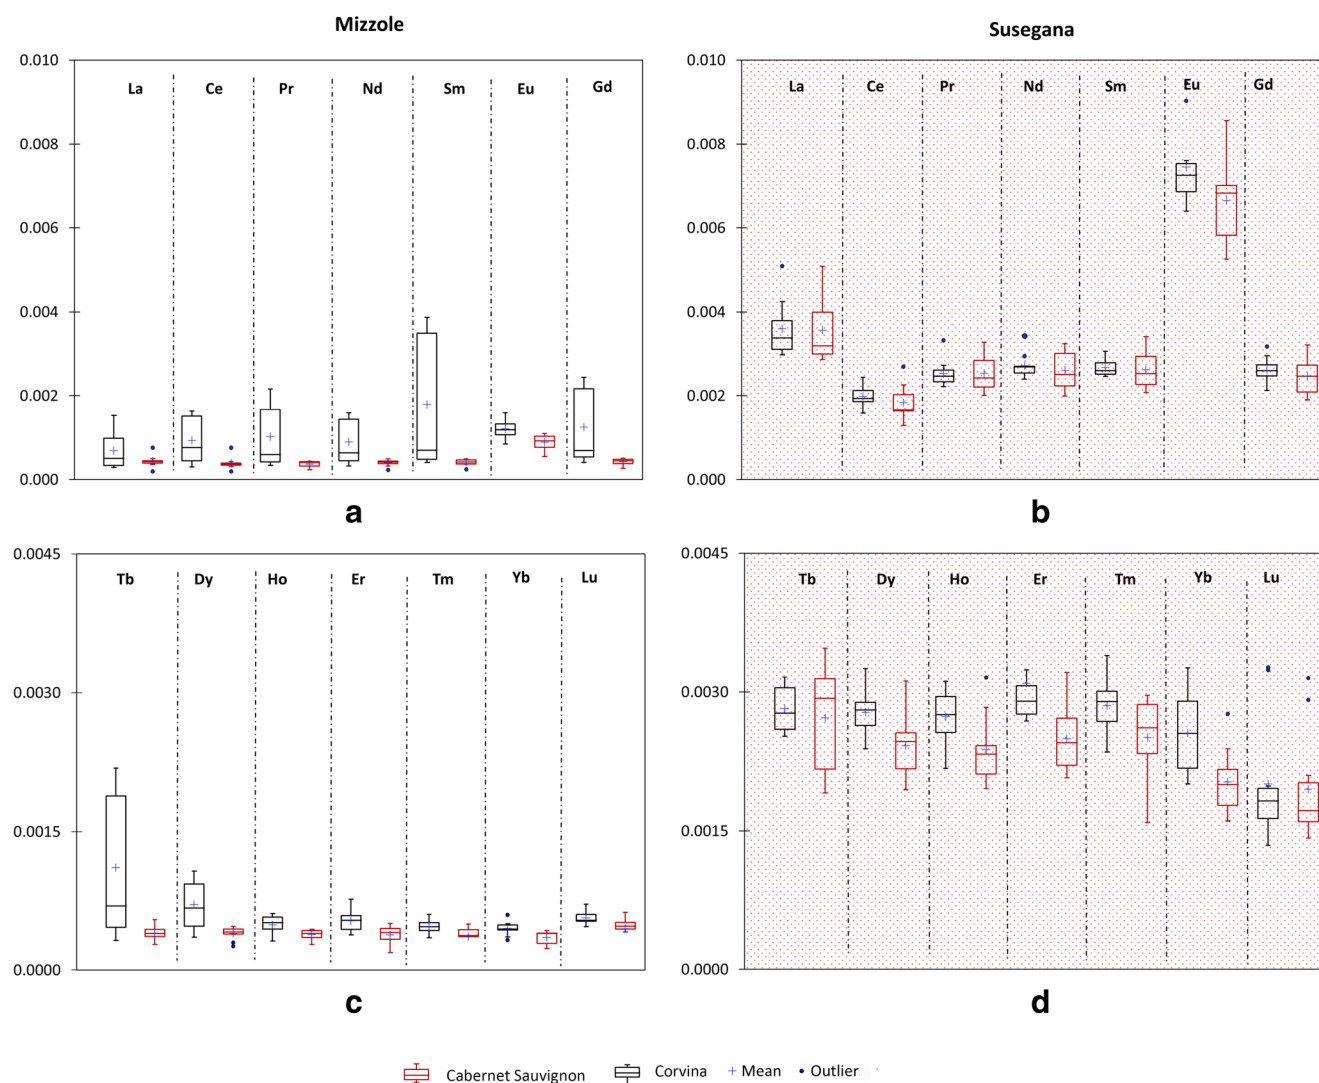 Mizzole
Susegana
0.010
0.008
0.006
0.004
0.002
0.000
La Ce Pr Nd Sm Eu Gd
a
0.010
0.008
0.006
0.004
0.002
0.000
La Ce Pr Nd Sm Eu Gd
b
0.0045
0.0030
0.0015
0.0000
Tb Dy Ho Er Tm Yb Lu
c
0.0045
0.0030
0.0015
0.0000
Tb Dy Ho Er Tm Yb Lu
d
Cabernet Sauvignon Corvina + Mean • Outlier